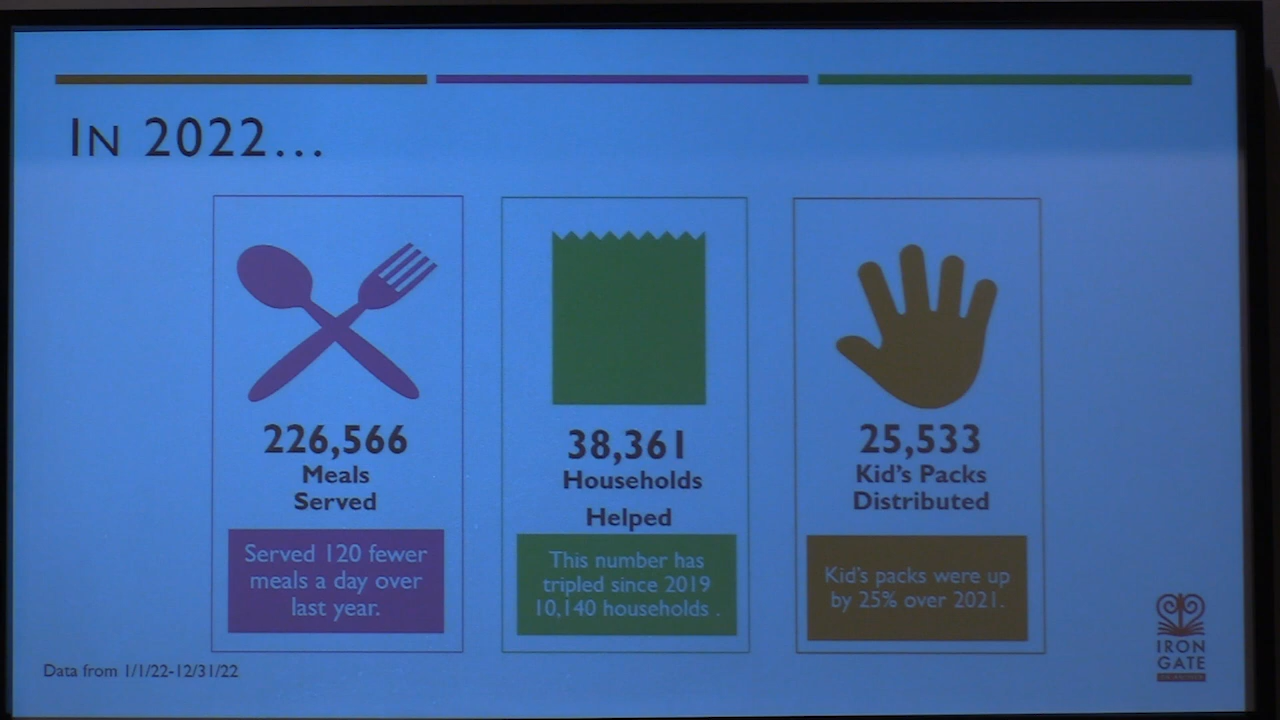 IN 2022...
226,566
Meals
Served
Served 120 fewer
meals a day over
last year.
38,361
Households
Helped
This number has
tripled since 2019
10,140 households .
25,533
Kid's Packs
Distributed
Kid's packs were up
by 25% over 2021.
Data from 1/1/22-12/31/22
IRON
GATE